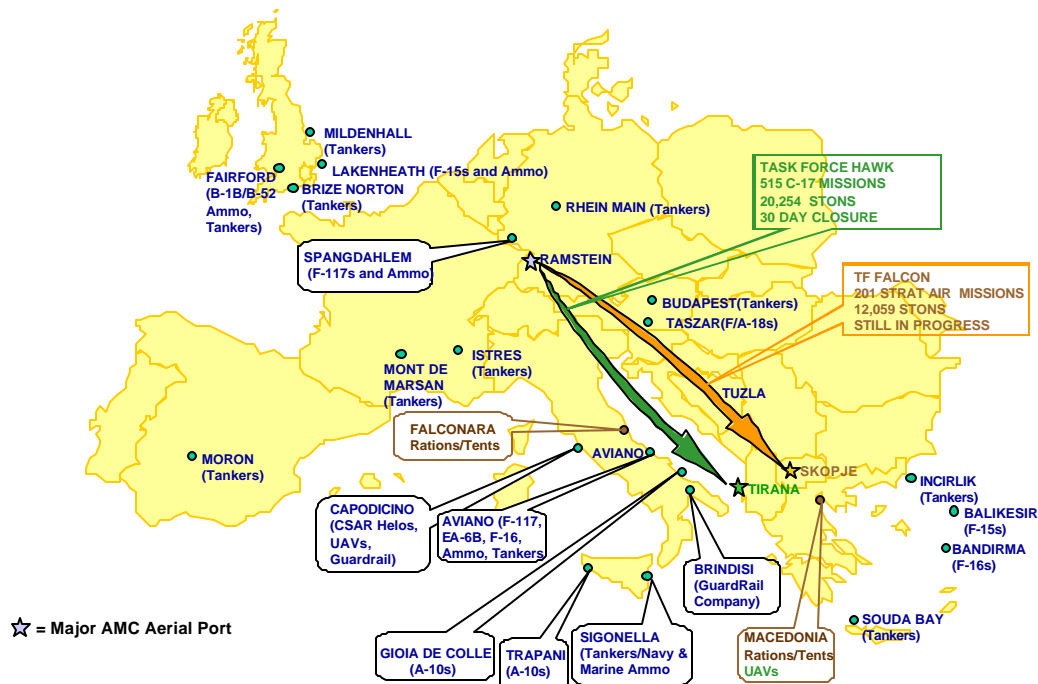 MILDENHALL
(Tankers)
LAKENHEATH (F-15s and Ammo)
FAIRFORD
(B-1B/B-52
Ammo,
Tankers)
BRIZE NORTON
(Tankers)
TASK FORCE HAWK
515 C-17 MISSIONS
20,254 STONS
30 DAY CLOSURE
RHEIN MAIN (Tankers)
SPANGDAHLEM
(F-117s and Ammo)
RAMSTEIN
TF FALCON
201 STRAT AIR MISSIONS
12,059 STONS
STILL IN PROGRESS
BUDAPEST(Tankers)
TASZAR(F/A-18s)
ISTRES
(Tankers)
MONT DE
MARSAN
(Tankers)
TUZLA
FALCONARA
Rations/Tents
MORON
(Tankers)
AVIANO
SKOPJE
TIRANA
INCIRLIK
(Tankers)
BALIKESIR
(F-15s)
BANDIRMA
(F-16s)
CAPODICINO
(CSAR Helos,
UAVs,
Guardrail)
AVIANO (F-117,
EA-6B, F-16,
Ammo, Tankers
BRINDISI
(GuardRail
Company)
SOUDA BAY
(Tankers)
= Major AMC Aerial Port
GIOIA DE COLLE
(A-10s)
TRAPANI
(A-10s)
SIGONELLA
(Tankers/Navy &
Marine Ammo
MACEDONIA
Rations/Tents
UAVs